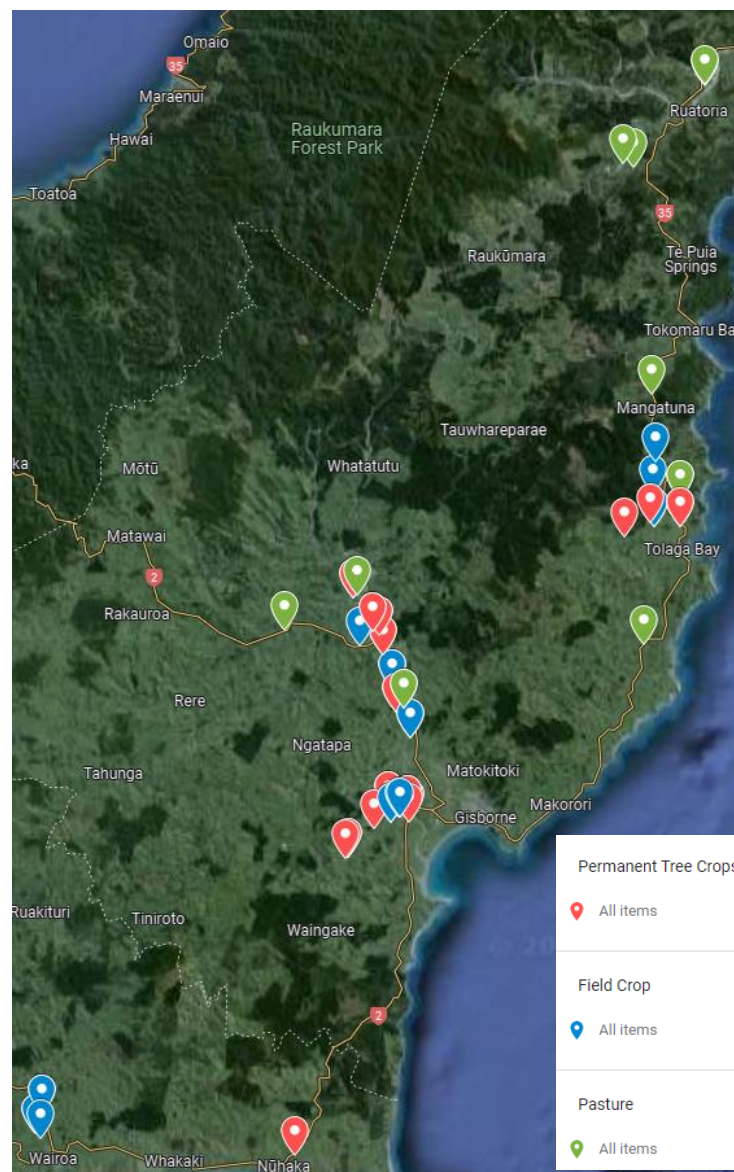 Omaio
35
Maraenui
Hawai
Toatoa
Raukumara
Forest Park
Ruatoria
35
Raukūmara
Te Puia
Springs
Tokomaru Ba
Mangatuna
Tauwhareparae
ka
Mōtū
Whatatutu
Matawai
2
Tolaga Bay
Rakauroa
Rere
Ngatapa
Tahunga
Matokitoki
Gisborne
Makorori
Ruakituri
Tiniroto
Waingake
2
Wairoa
Whakaki
Nūhaka
Permanent Tree Crops
All items
Field Crop
All items
Pasture
All items